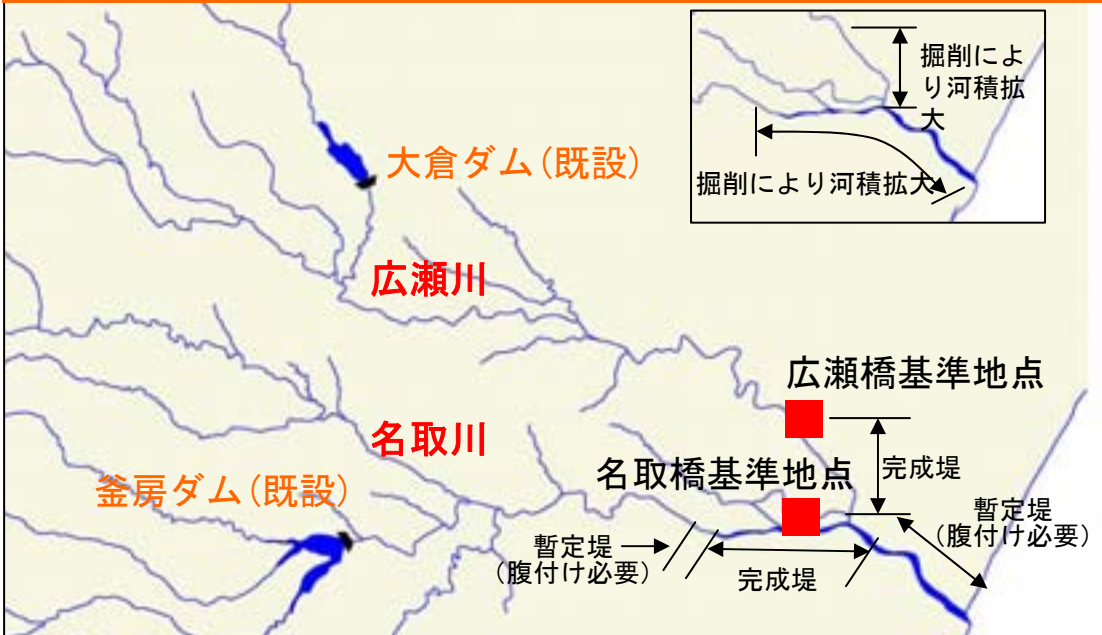 掘削によ
り河積拡
大
掘削により河積拡大
大倉ダム(既設)
広瀬川
広瀬橋基準地点
名取川
名取橋基準地点
完成堤
釜房ダム(既設)
暫定堤
(腹付け必要)
暫定堤
(腹付け必要)
完成堤